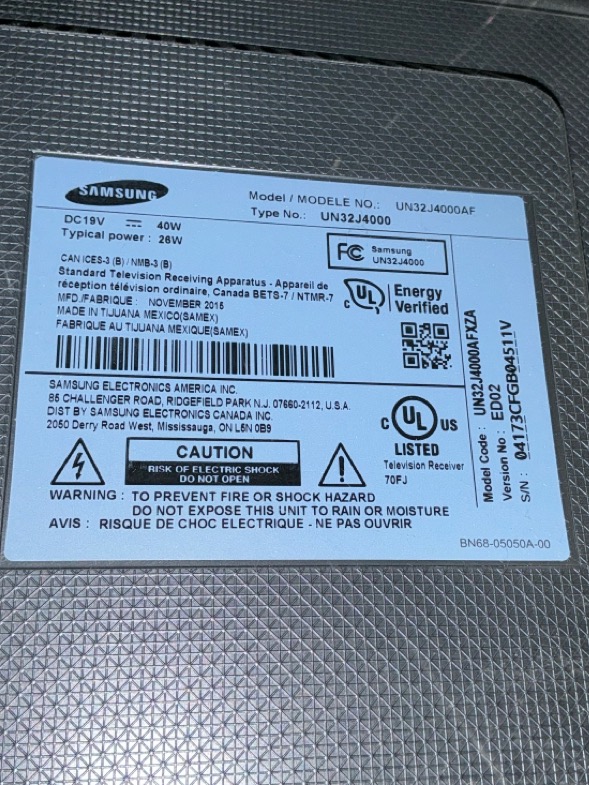 SAMSUNG
Model / MODELE NO.: UN32J4000AF
Type No.: UN32J4000
DC19V ⎓ 40W
Typical power : 26W
FC Samsung
UN32J4000
CAN ICES-3 (B) / NMB-3 (B)
Standard Television Receiving Apparatus - Appareil de
réception télévision ordinaire, Canada BETS-7 / NTMR-7
MFD./FABRIQUE : NOVEMBER 2015
MADE IN TIJUANA MEXICO(SAMEX)
FABRIQUE AU TIJUANA MEXIQUE(SAMEX)
C UL Energy
Verified
SAMSUNG ELECTRONICS AMERICA INC.
85 CHALLENGER ROAD, RIDGEFIELD PARK N.J. 07660-2112, U.S.A.
DIST BY SAMSUNG ELECTRONICS CANADA INC.
2050 Derry Road West, Mississauga, ON L5N 0B9
C UL US
LISTED
Television Receiver
70FJ
CAUTION
RISK OF ELECTRIC SHOCK
DO NOT OPEN
WARNING : TO PREVENT FIRE OR SHOCK HAZARD
DO NOT EXPOSE THIS UNIT TO RAIN OR MOISTURE
AVIS : RISQUE DE CHOC ELECTRIQUE - NE PAS OUVRIR
Model Code : UN32J4000AFXZA
Version No : ED02
S/N : 04173CFGB04511V
BN68-05050A-00